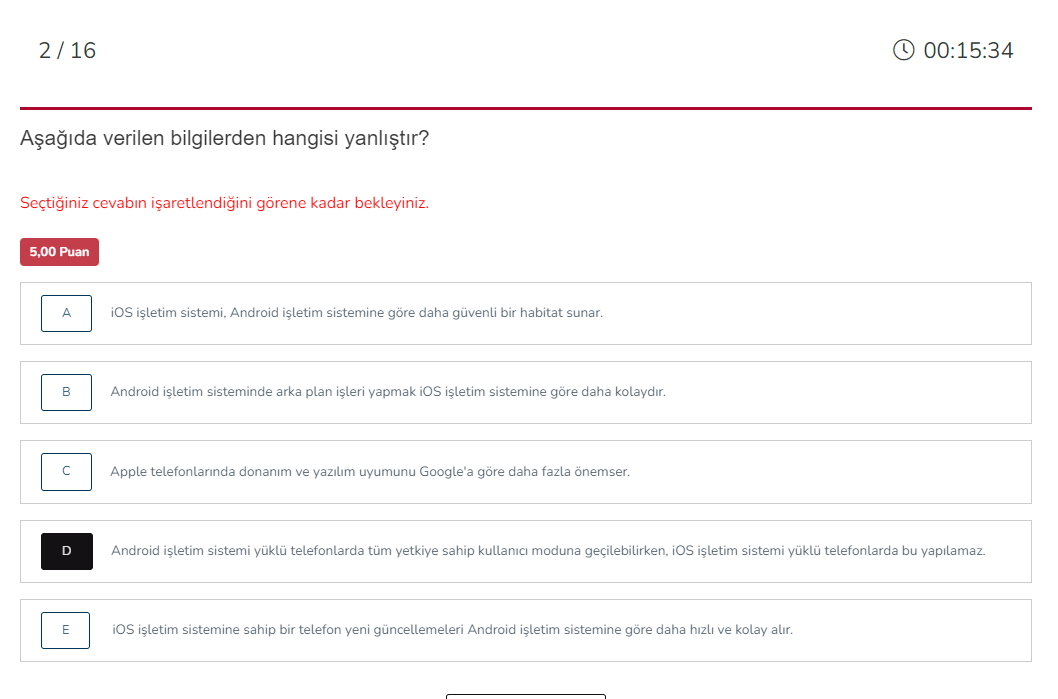 2 / 16
00:15:34
Aşağıda verilen bilgilerden hangisi yanlıştır?
Seçtiğiniz cevabın işaretlendiğini görene kadar bekleyiniz.
5,00 Puan
A iOS işletim sistemi, Android işletim sistemine göre daha güvenli bir habitat sunar.
B Android işletim sisteminde arka plan işleri yapmak iOS işletim sistemine göre daha kolaydır.
C Apple telefonlarında donanım ve yazılım uyumunu Google'a göre daha fazla önemser.
D Android işletim sistemi yüklü telefonlarda tüm yetkiye sahip kullanıcı moduna geçilebilirken, iOS işletim sistemi yüklü telefonlarda bu yapılamaz.
E iOS işletim sistemine sahip bir telefon yeni güncellemeleri Android işletim sistemine göre daha hızlı ve kolay alır.